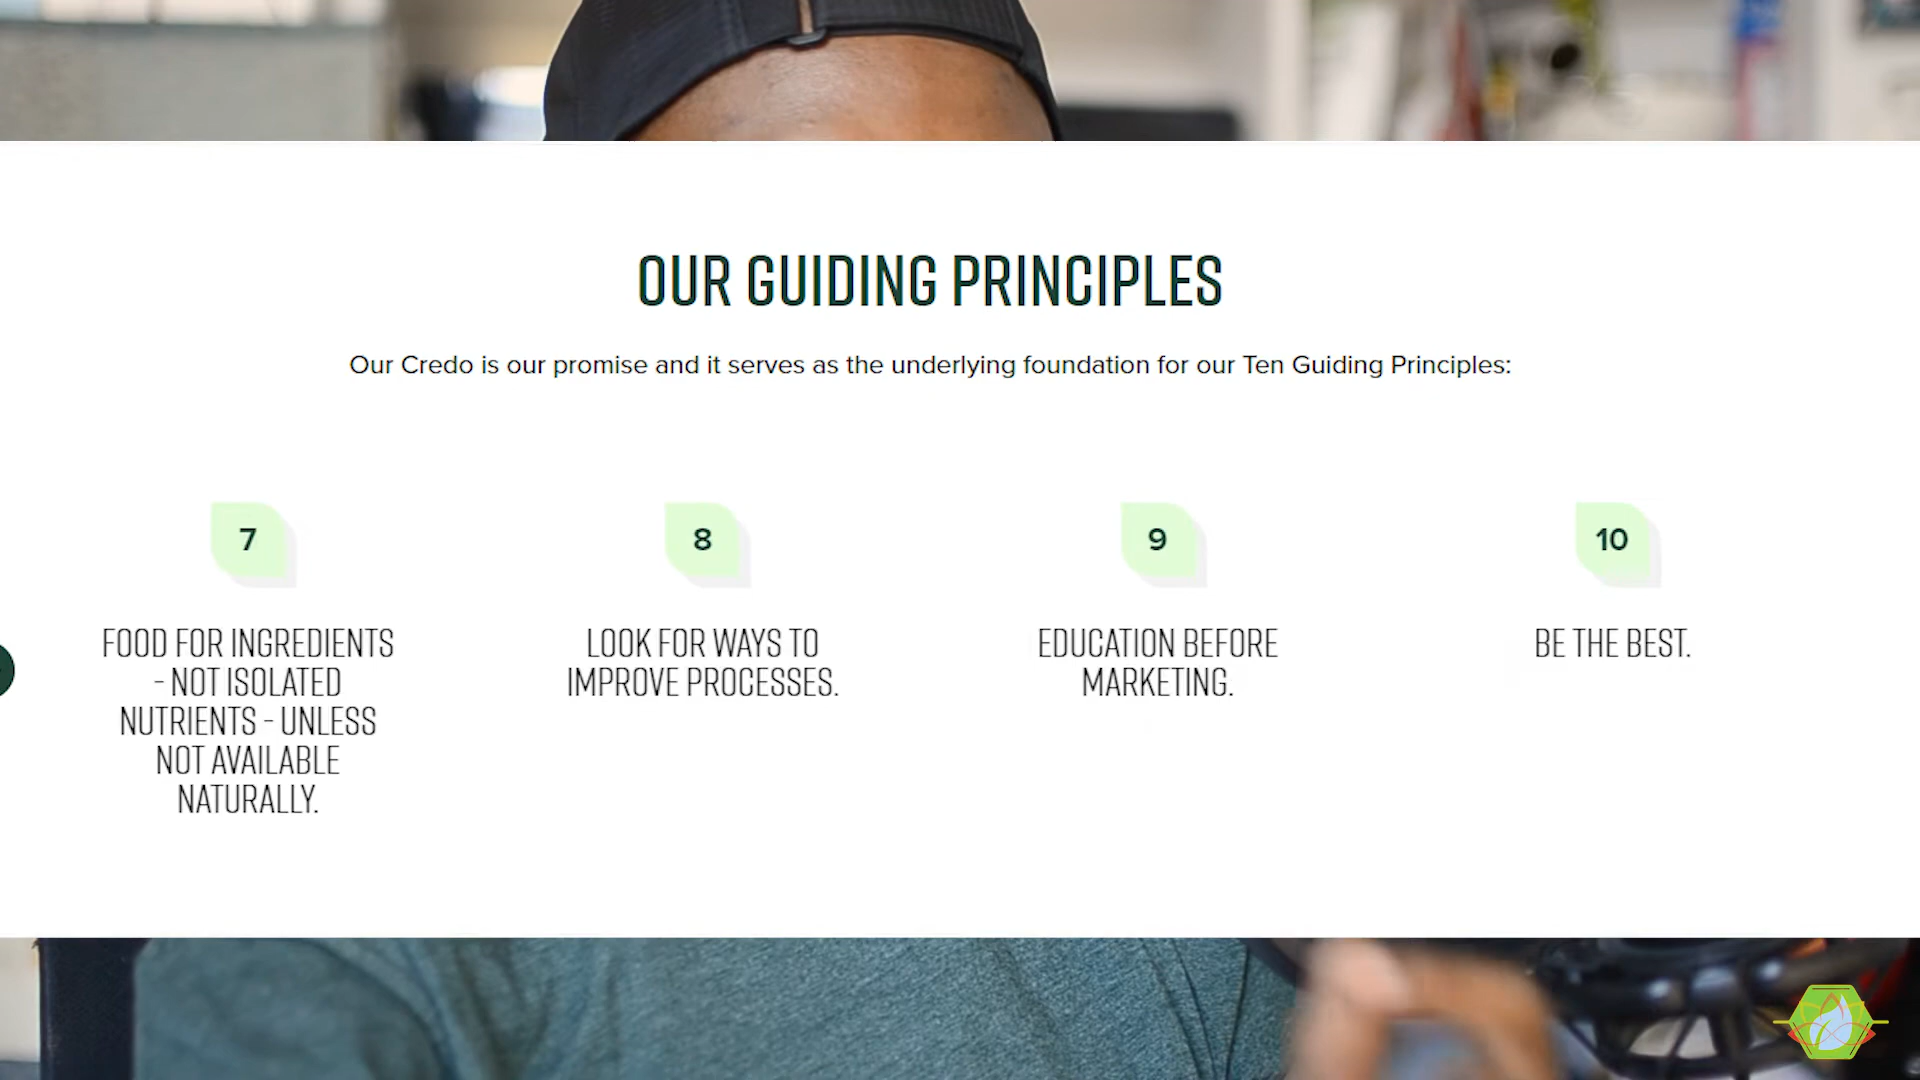 OUR GUIDING PRINCIPLES
Our Credo is our promise and it serves as the underlying foundation for our Ten Guiding Principles:
7
FOOD FOR INGREDIENTS
- NOT ISOLATED
NUTRIENTS - UNLESS
NOT AVAILABLE
NATURALLY.
8
LOOK FOR WAYS TO
IMPROVE PROCESSES.
9
EDUCATION BEFORE
MARKETING.
10
BE THE BEST.